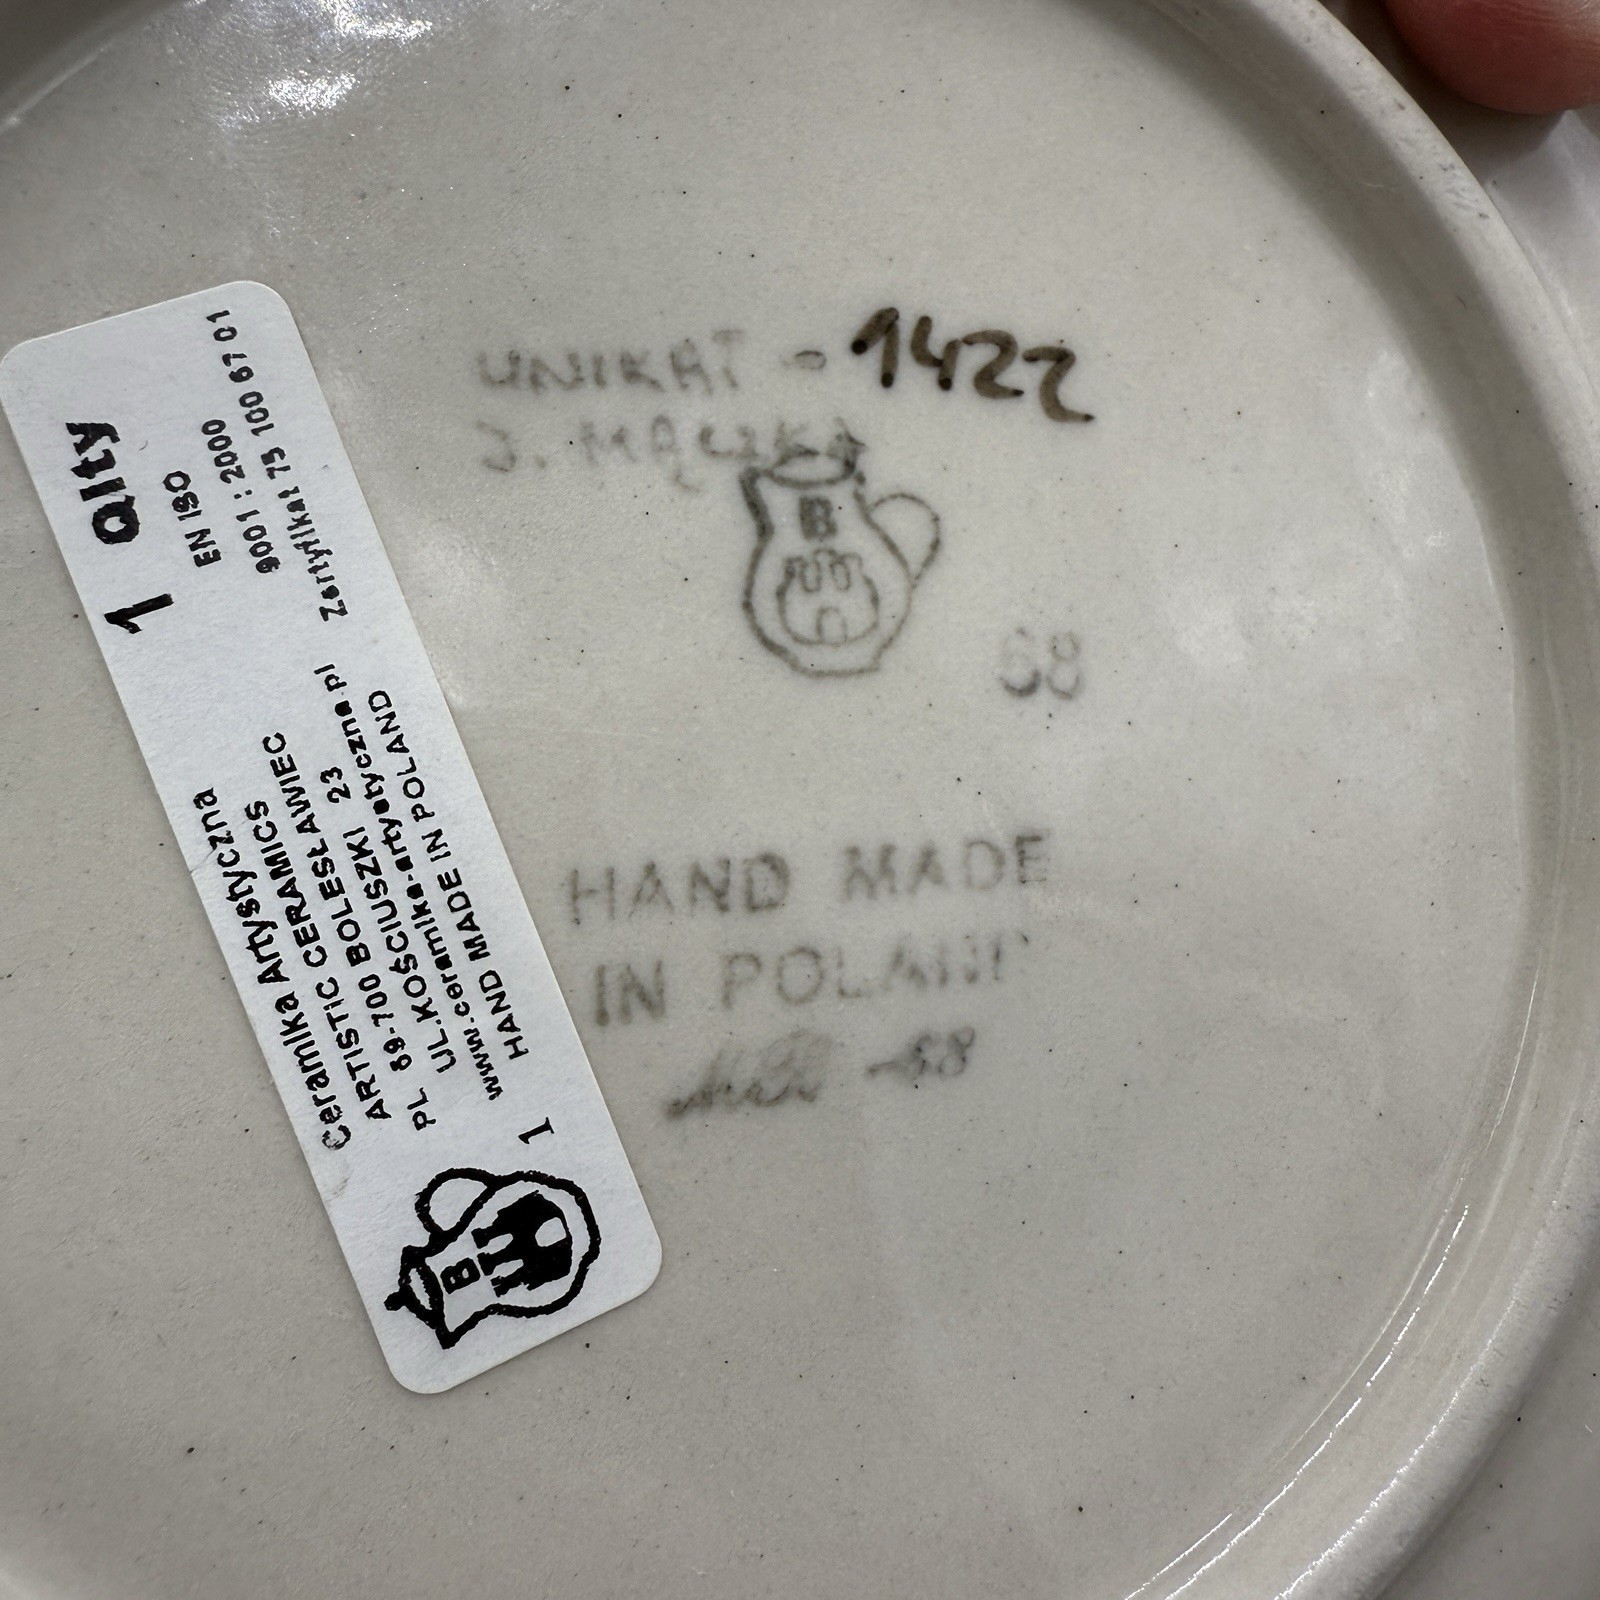 1 Qlty
EN ISO
9001 : 2000
Zertyfikat 75 100 67 01
Ceramika Artystyczna
ARTISTIC CERAMICS
PL 59-700 BOLESŁAWIEC
UL. KOŚCIUSZKI 23
www.ceramika-artystyczna.pl
HAND MADE IN POLAND
1
B
UNIKAT - 1422
J. MĄCZKA
B
68
HAND MADE
IN POLAND
-68